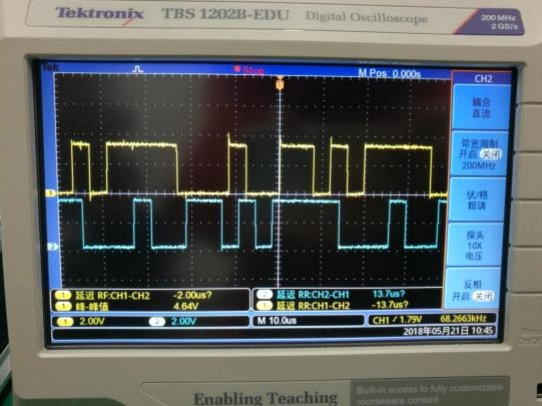 Tektronix TBS 1202B-EDU Digital Oscilloscope
200 MHz
2 GS/s
Tek
Stop
M Pos: 0.000s
CH2
耦合
直流
带宽限制
开启 关闭
200MHz
伏/格
粗调
探头
10X
电压
反相
开启 关闭
1
2
1 延迟 RF:CH1-CH2 -2.00us?
1 峰-峰值 4.64V
2 延迟 RR:CH2-CH1 13.7us?
1 延迟 RR:CH1-CH2 -13.7us?
1 2.00V 2 2.00V M 10.0us CH1 1.79V 68.2663kHz
2018年05月21日 10:45
Enabling Teaching
Built-in access to fully customizable
courseware content